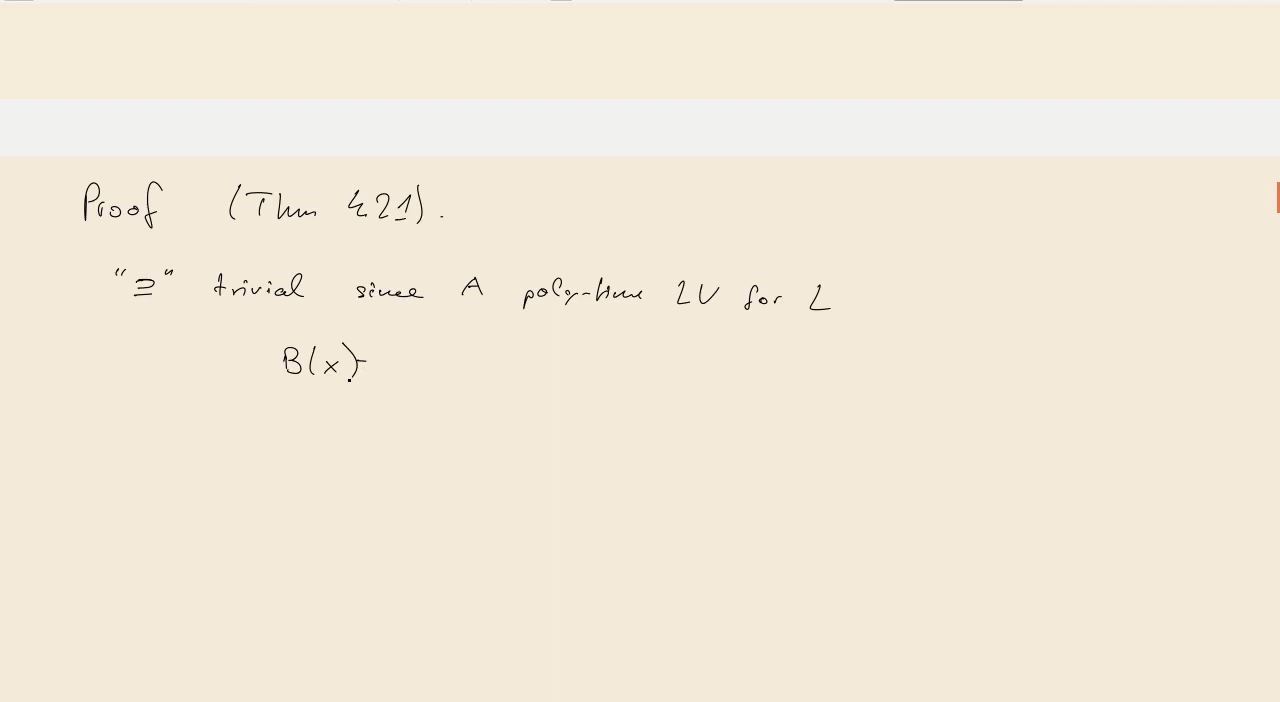 Proof (Thm 4.21).
"⊇" trivial since A poly-time LV for L
B(x)